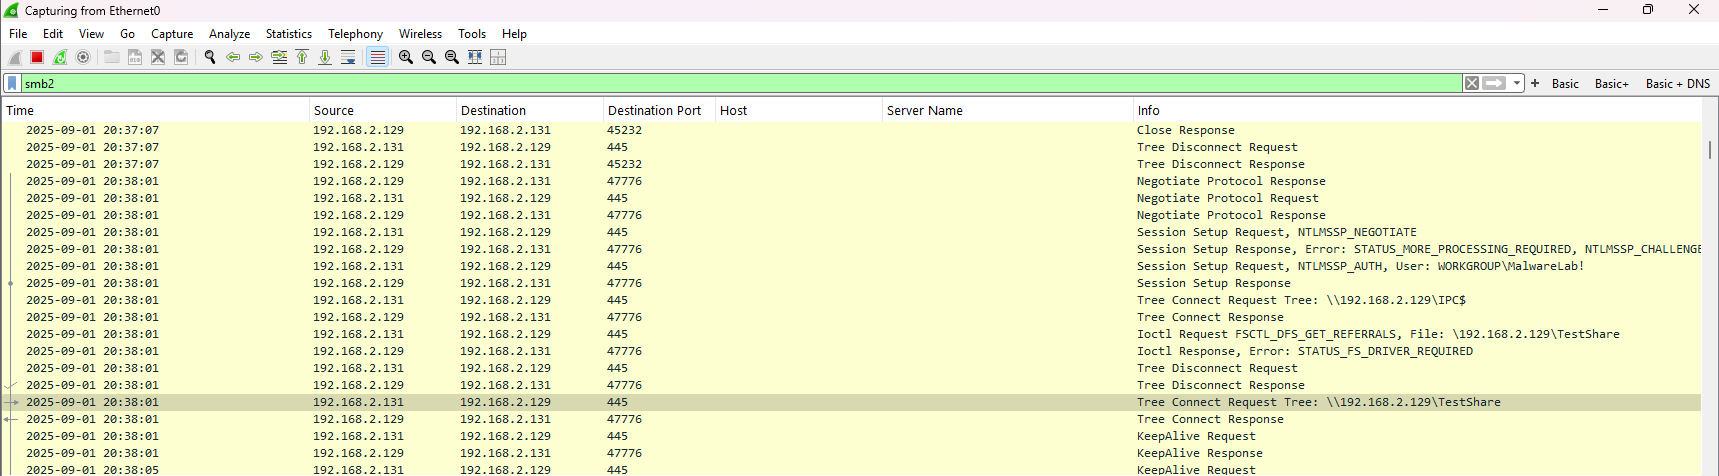 Capturing from Ethernet0
File Edit View Go Capture Analyze Statistics Telephony Wireless Tools Help
smb2 + Basic Basic+ Basic + DNS
Time Source Destination Destination Port Host Server Name Info
2025-09-01 20:37:07 192.168.2.129 192.168.2.131 45232 Close Response
2025-09-01 20:37:07 192.168.2.131 192.168.2.129 445 Tree Disconnect Request
2025-09-01 20:37:07 192.168.2.129 192.168.2.131 45232 Tree Disconnect Response
2025-09-01 20:38:01 192.168.2.129 192.168.2.131 47776 Negotiate Protocol Response
2025-09-01 20:38:01 192.168.2.131 192.168.2.129 445 Negotiate Protocol Request
2025-09-01 20:38:01 192.168.2.129 192.168.2.131 47776 Negotiate Protocol Response
2025-09-01 20:38:01 192.168.2.131 192.168.2.129 445 Session Setup Request, NTLMSSP_NEGOTIATE
2025-09-01 20:38:01 192.168.2.129 192.168.2.131 47776 Session Setup Response, Error: STATUS_MORE_PROCESSING_REQUIRED, NTLMSSP_CHALLENGE
2025-09-01 20:38:01 192.168.2.131 192.168.2.129 445 Session Setup Request, NTLMSSP_AUTH, User: WORKGROUP\MalwareLab!
2025-09-01 20:38:01 192.168.2.129 192.168.2.131 47776 Session Setup Response
2025-09-01 20:38:01 192.168.2.131 192.168.2.129 445 Tree Connect Request Tree: \\192.168.2.129\IPC$
2025-09-01 20:38:01 192.168.2.129 192.168.2.131 47776 Tree Connect Response
2025-09-01 20:38:01 192.168.2.131 192.168.2.129 445 Ioctl Request FSCTL_DFS_GET_REFERRALS, File: \192.168.2.129\TestShare
2025-09-01 20:38:01 192.168.2.129 192.168.2.131 47776 Ioctl Response, Error: STATUS_FS_DRIVER_REQUIRED
2025-09-01 20:38:01 192.168.2.131 192.168.2.129 445 Tree Disconnect Request
2025-09-01 20:38:01 192.168.2.129 192.168.2.131 47776 Tree Disconnect Response
2025-09-01 20:38:01 192.168.2.131 192.168.2.129 445 Tree Connect Request Tree: \\192.168.2.129\TestShare
2025-09-01 20:38:01 192.168.2.129 192.168.2.131 47776 Tree Connect Response
2025-09-01 20:38:01 192.168.2.131 192.168.2.129 445 KeepAlive Request
2025-09-01 20:38:01 192.168.2.129 192.168.2.131 47776 KeepAlive Response
2025-09-01 20:38:05 192.168.2.131 192.168.2.129 445 KeepAlive Request